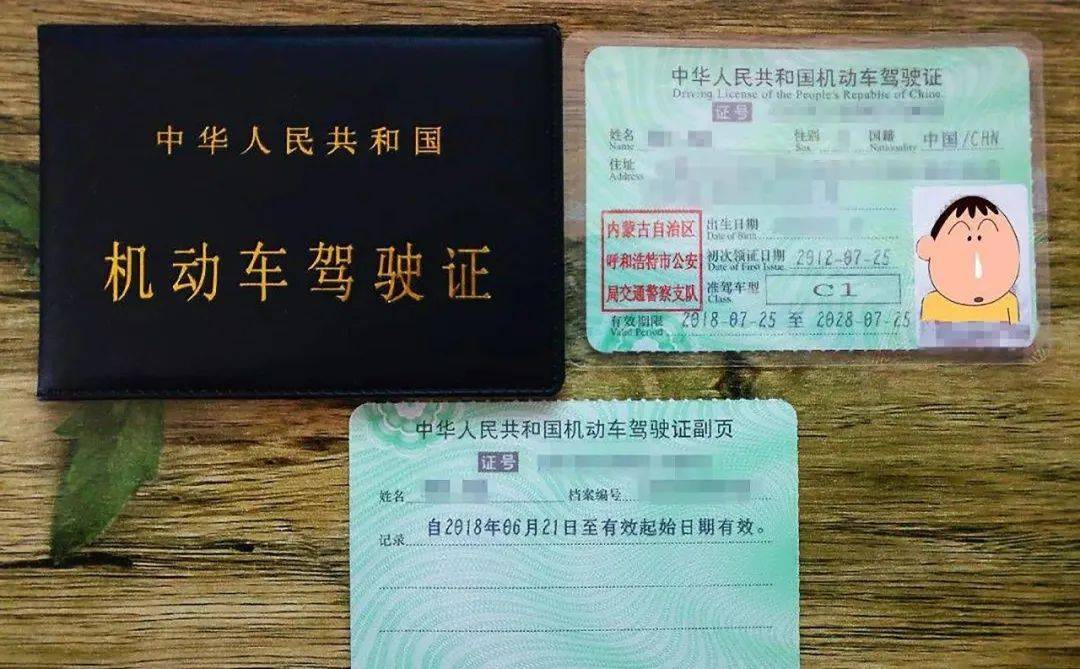 中华人民共和国
机动车驾驶证
中华人民共和国机动车驾驶证
Driving License of the People's Republic of China
证号
姓名 性别 国籍 中国/CHN
Name Sex Nationality
住址
Address
出生日期
Date of Birth
内蒙古自治区
呼和浩特市公安
局交通警察支队
初次领证日期 2012-07-25
Date of First Issue
准驾车型 C1
Class
有效期限 2018-07-25 至 2028-07-25
Valid Period
中华人民共和国机动车驾驶证副页
证号
姓名 档案编号
记录 自2018年06月21日至有效起始日期有效。